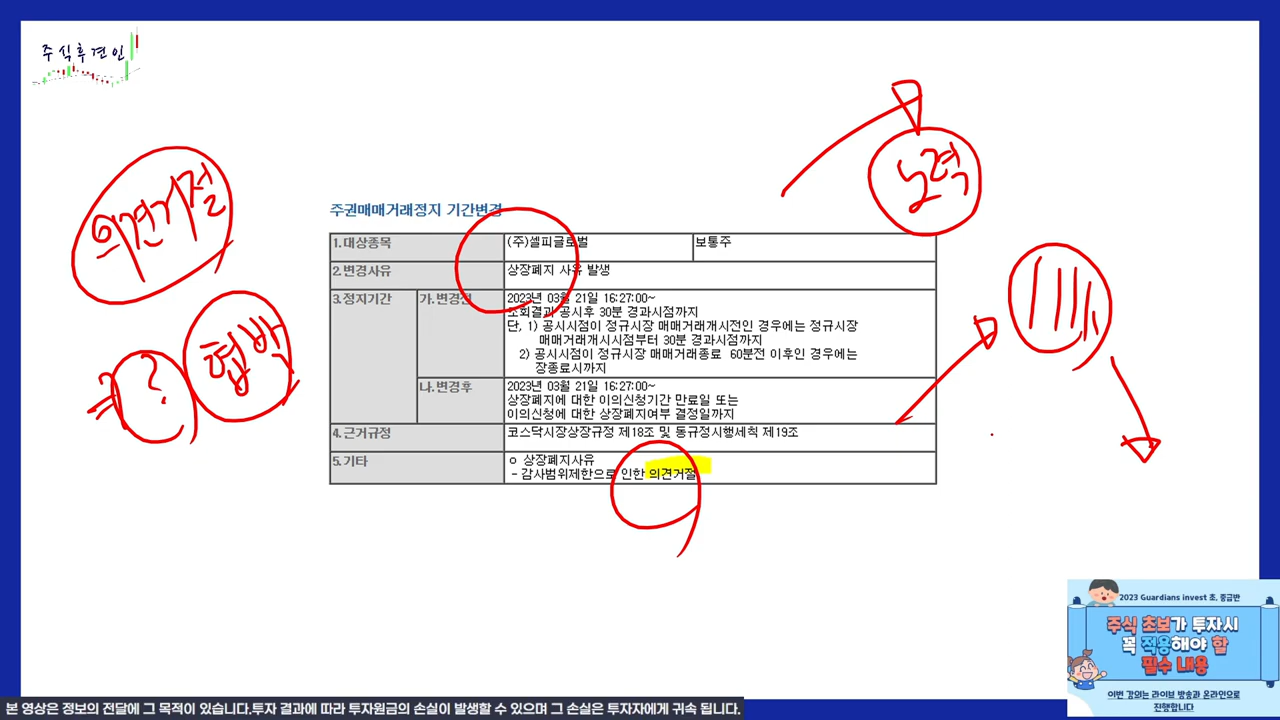 주식후견인
노력
의견거절
협박
?
주권매매거래정지 기간변경
1.대상종목 (주)셀피글로벌 보통주
2.변경사유 상장폐지 사유 발생
3.정지기간 가.변경전 2023년 03월 21일 16:27:00~
조회결과 공시후 30분 경과시점까지
단, 1) 공시시점이 정규시장 매매거래개시전인 경우에는 정규시장
매매거래개시시점부터 30분 경과시점까지
2) 공시시점이 정규시장 매매거래종료 60분전 이후인 경우에는
장종료시까지
나.변경후 2023년 03월 21일 16:27:00~
상장폐지에 대한 이의신청기간 만료일 또는
이의신청에 대한 상장폐지여부 결정일까지
4.근거규정 코스닥시장상장규정 제18조 및 동규정시행세칙 제19조
5.기타 ㅇ 상장폐지사유
- 감사범위제한으로 인한 의견거절
2023 Guardians invest 초, 중급반
주식 초보가 투자시
꼭 적용해야 할
필수 내용
이번 강의는 라이브 방송과 온라인으로
진행합니다
본 영상은 정보의 전달에 그 목적이 있습니다.투자 결과에 따라 투자원금의 손실이 발생할 수 있으며 그 손실은 투자자에게 귀속 됩니다.